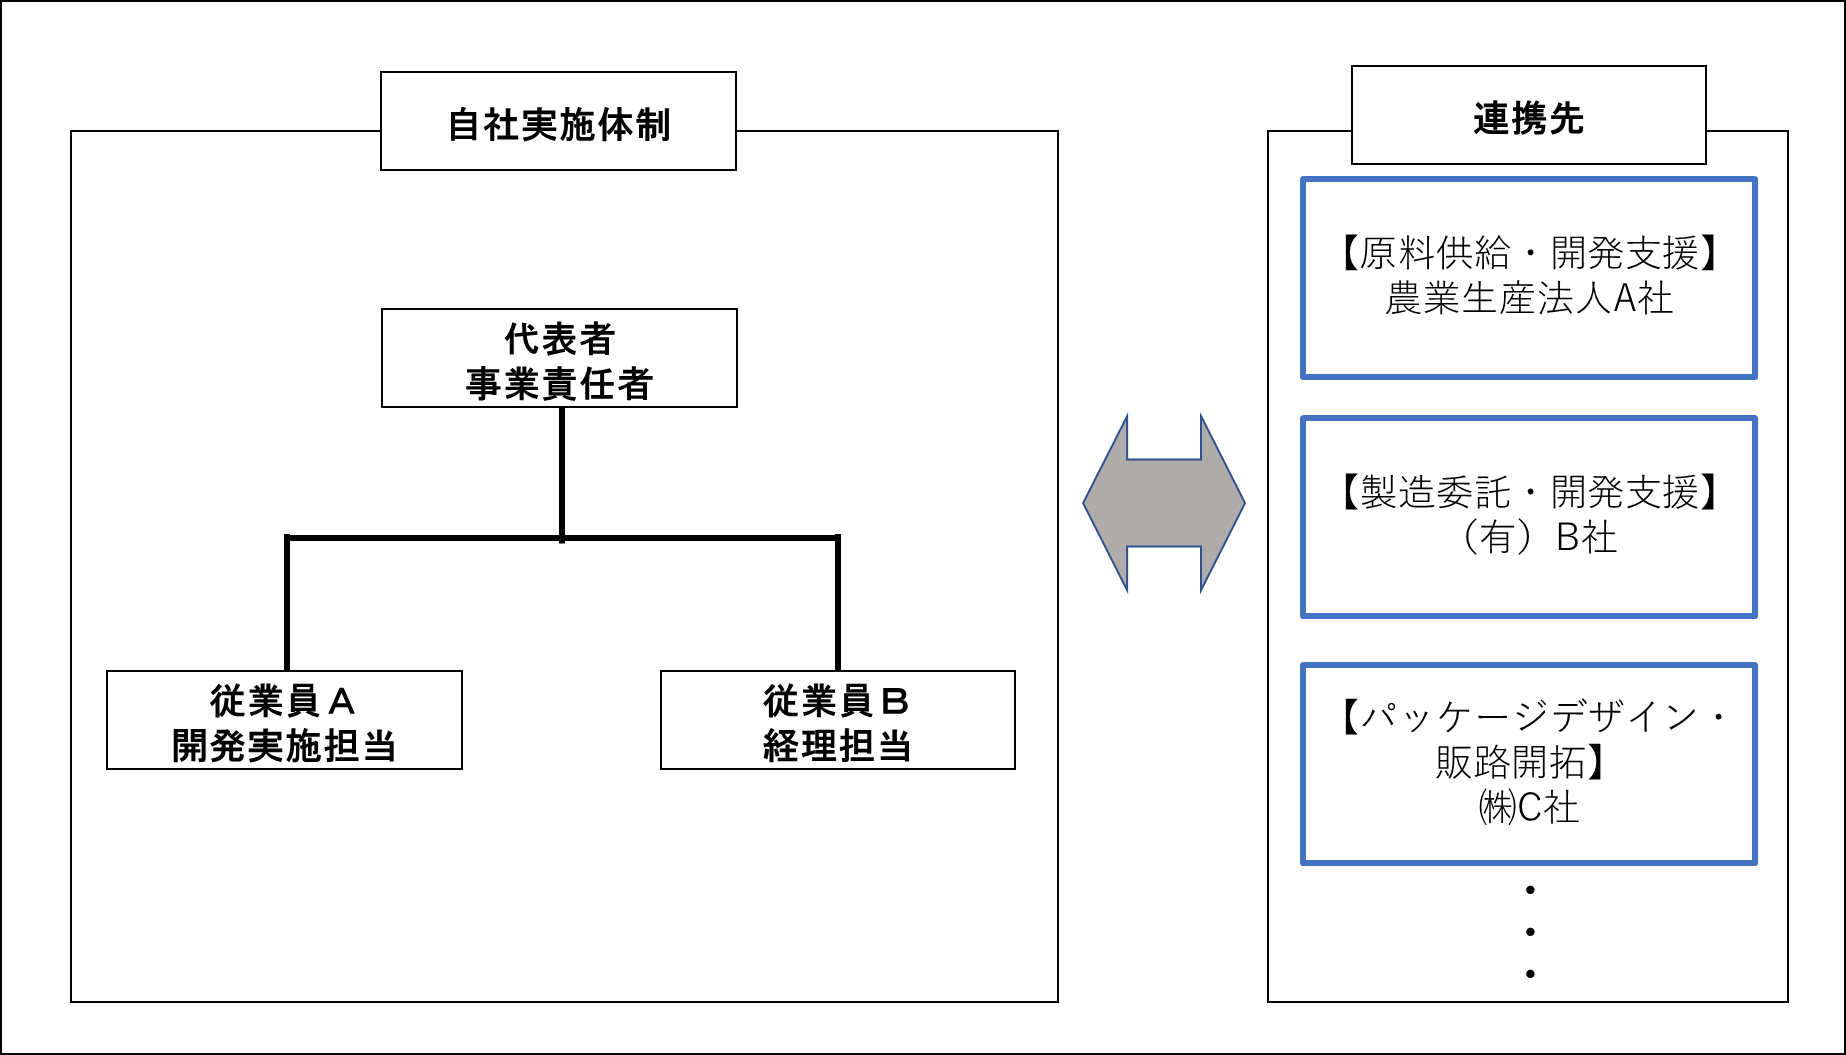 自社実施体制
代表者
事業責任者
従業員Ａ
開発実施担当
従業員Ｂ
経理担当
連携先
【原料供給・開発支援】
農業生産法人A社
【製造委託・開発支援】
（有）B社
【パッケージデザイン・
販路開拓】
㈱C社
・
・
・